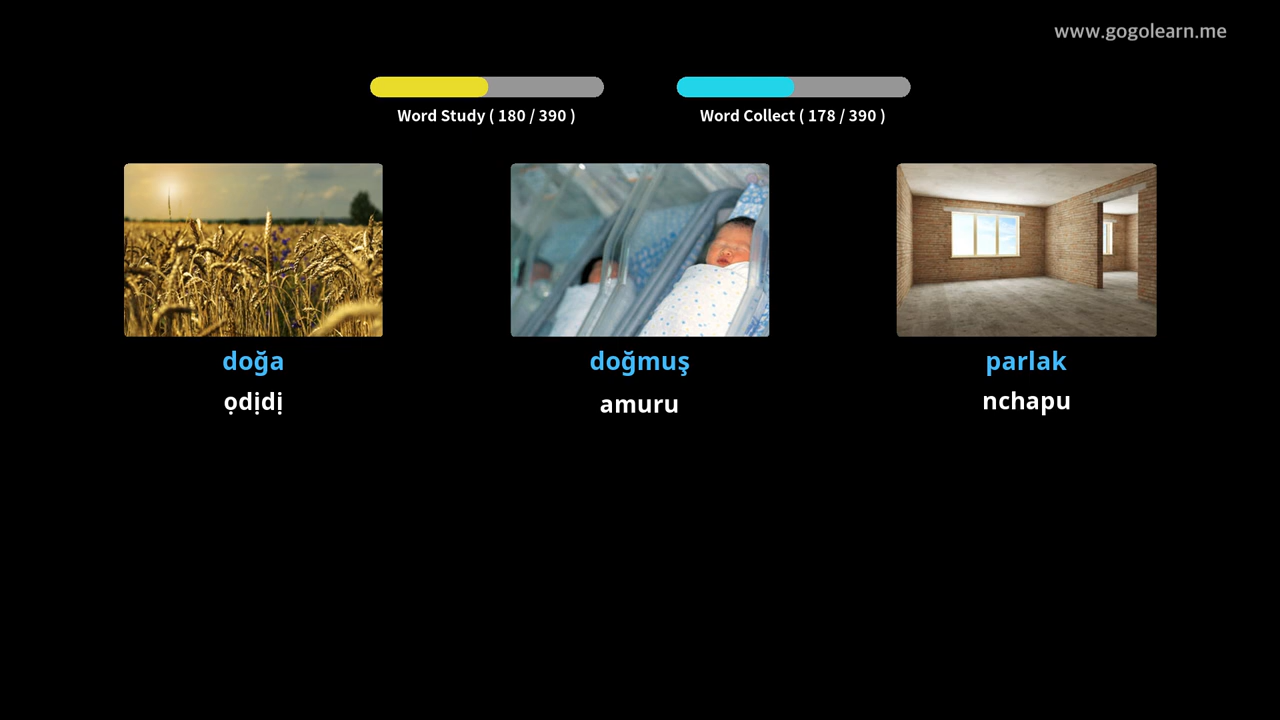 www.gogolearn.me
Word Study ( 180 / 390 )
Word Collect ( 178 / 390 )
doğa
doğmuş
parlak
ọdịdị
amuru
nchapu